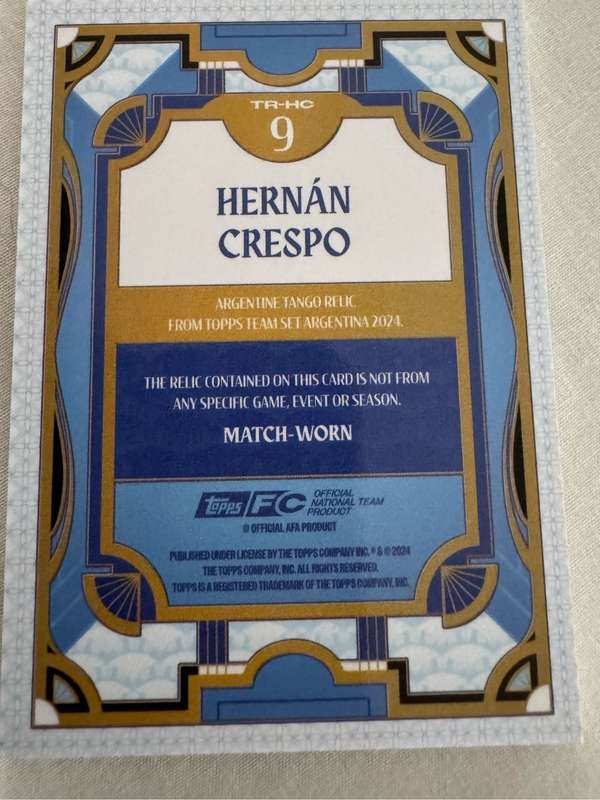 TR-HC
9
HERNÁN
CRESPO
ARGENTINE TANGO RELIC
FROM TOPPS TEAM SET ARGENTINA 2024.
THE RELIC CONTAINED ON THIS CARD IS NOT FROM
ANY SPECIFIC GAME, EVENT OR SEASON.
MATCH-WORN
topps FC OFFICIAL
NATIONAL TEAM
PRODUCT
© OFFICIAL AFA PRODUCT
PUBLISHED UNDER LICENSE BY THE TOPPS COMPANY INC.® & © 2024
THE TOPPS COMPANY, INC. ALL RIGHTS RESERVED.
TOPPS IS A REGISTERED TRADEMARK OF THE TOPPS COMPANY, INC.